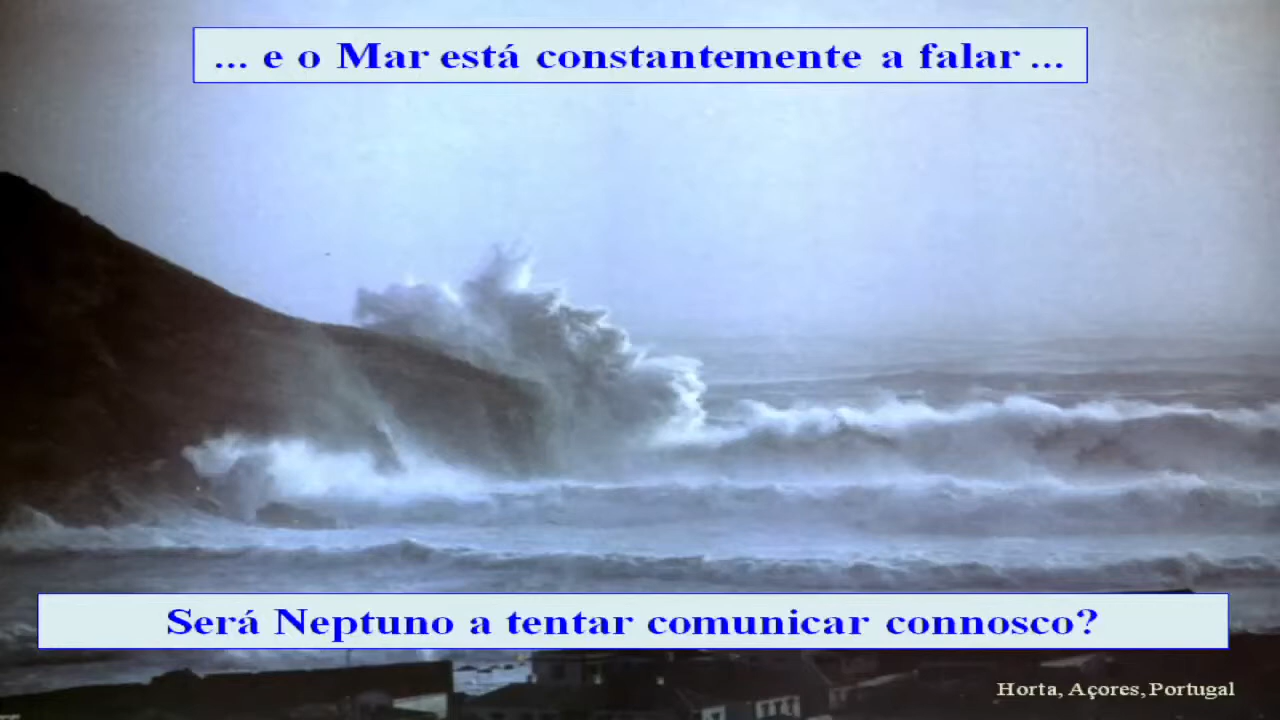 ... e o Mar está constantemente a falar ...
Será Neptuno a tentar comunicar connosco?
Horta, Açores, Portugal